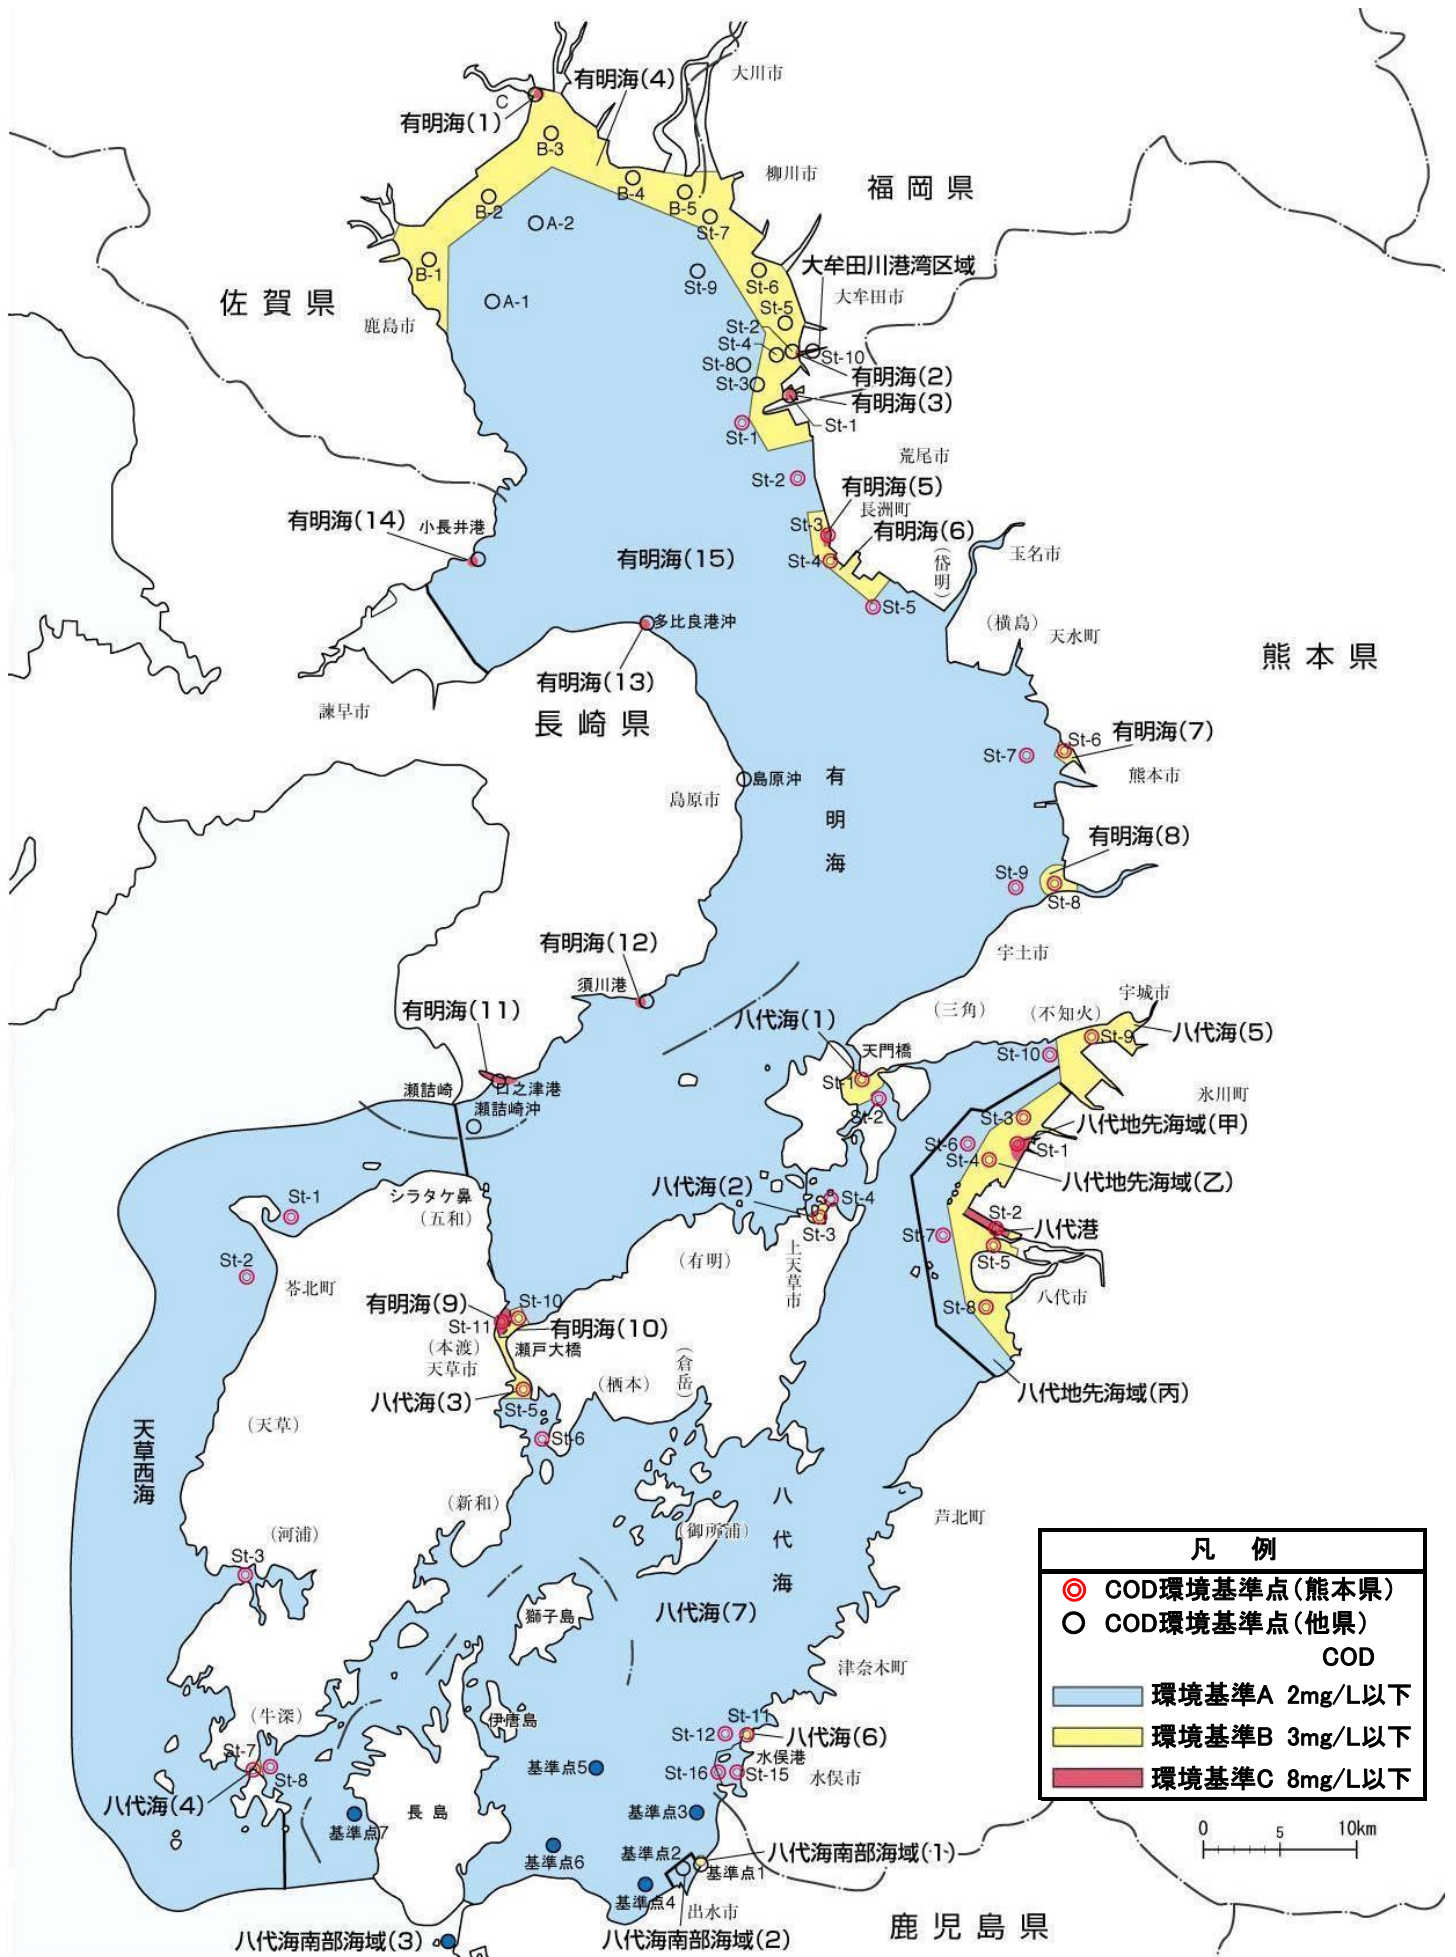 大川市
有明海(4)
C
有明海(1)
B-3
柳川市
福岡県
B-4
B-5
B-2
A-2
St-7
B-1
大牟田川港湾区域
St-9
St-6
大牟田市
佐賀県
A-1
St-5
鹿島市
St-2
St-4
St-10
St-8
有明海(2)
St-3
有明海(3)
St-1
St-1
荒尾市
St-2
有明海(5)
長洲町
有明海(14)
小長井港
St-3
有明海(6)
玉名市
有明海(15)
St-4
(岱明)
St-5
多比良港沖
(横島)
天水町
熊本県
有明海(13)
諫早市
長崎県
St-6
有明海(7)
St-7
熊本市
有明海
島原沖
島原市
有明海(8)
St-9
St-8
有明海(12)
宇土市
須川港
宇城市
有明海(11)
(三角)
(不知火)
八代海(1)
八代海(5)
St-9
天門橋
St-10
St-1
瀬詰崎
口之津港
瀬詰崎沖
St-2
氷川町
St-3
八代地先海域(甲)
St-6
St-1
St-4
八代海(2)
八代地先海域(乙)
シラタケ鼻
St-1
St-4
(五和)
St-3
St-2
八代港
St-7
上天草市
St-2
(有明)
St-5
苓北町
八代市
有明海(9)
St-10
St-8
St-11
有明海(10)
(本渡)
瀬戸大橋
天草市
(倉岳)
(栖本)
八代海(3)
八代地先海域(丙)
St-5
天草西海
(天草)
St-6
(新和)
八代海
芦北町
(河浦)
(御所浦)
St-3
凡 例
COD環境基準点(熊本県)
COD環境基準点(他県)
COD
環境基準A 2mg/L以下
環境基準B 3mg/L以下
環境基準C 8mg/L以下
獅子島
八代海(7)
津奈木町
(牛深)
伊唐島
St-11
St-12
八代海(6)
St-7
水俣港
St-8
基準点5
St-16
St-15
水俣市
八代海(4)
長島
基準点3
0
5
10km
基準点7
基準点6
基準点2
八代海南部海域(1)
基準点1
基準点4
出水市
鹿児島県
八代海南部海域(3)
八代海南部海域(2)